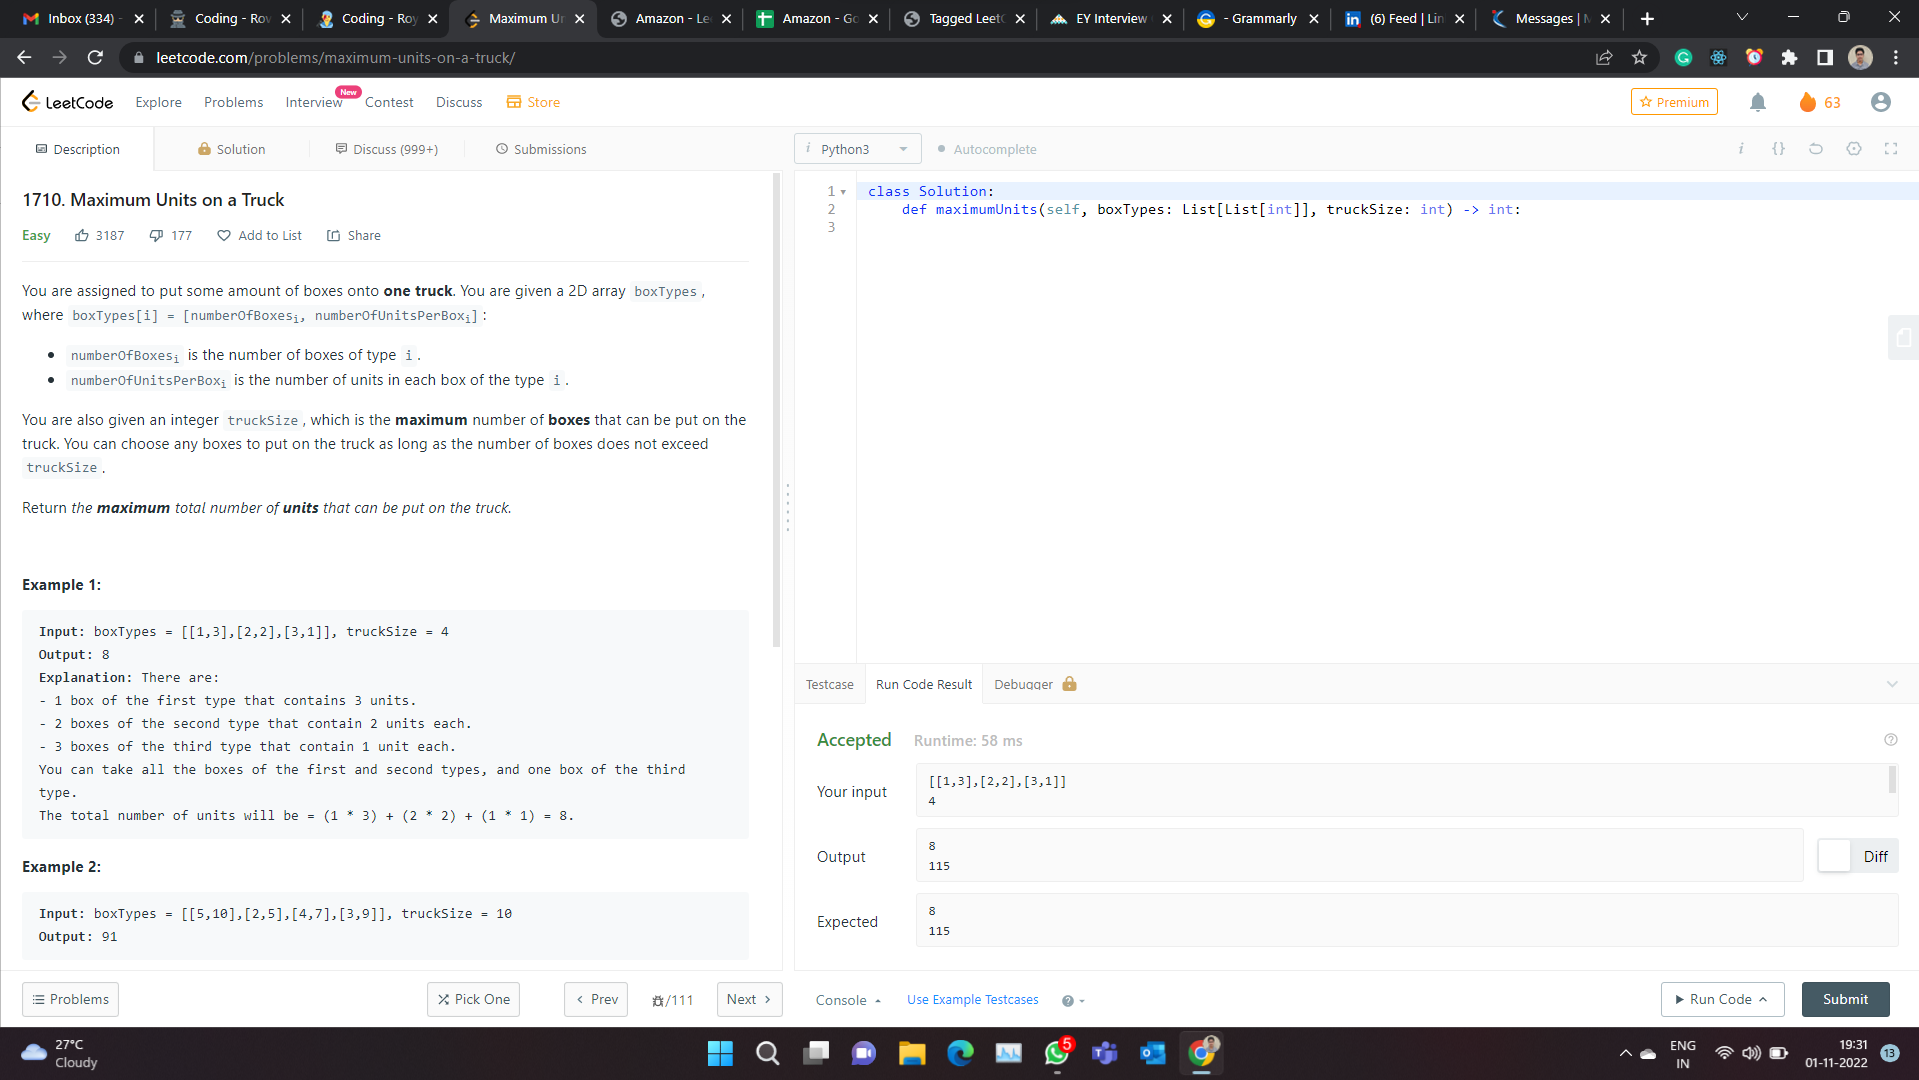 Inbox (334) -
Coding - Rov
Coding - Roy
Maximum Ur
Amazon - Le
Amazon - Go
Tagged LeetC
EY Interview
- Grammarly
(6) Feed | Lin
Messages | N
leetcode.com/problems/maximum-units-on-a-truck/
LeetCode
Explore
Problems
Interview
New
Contest
Discuss
Store
Premium
63
Description
Solution
Discuss (999+)
Submissions
i Python3
Autocomplete
i {}
1710. Maximum Units on a Truck
Easy
3187
177
Add to List
Share
You are assigned to put some amount of boxes onto one truck. You are given a 2D array boxTypes,
where boxTypes[i] = [numberOfBoxesi, numberOfUnitsPerBoxi]:
• numberOfBoxesi is the number of boxes of type i.
• numberOfUnitsPerBoxi is the number of units in each box of the type i.
You are also given an integer truckSize, which is the maximum number of boxes that can be put on the
truck. You can choose any boxes to put on the truck as long as the number of boxes does not exceed
truckSize.
Return the maximum total number of units that can be put on the truck.
Example 1:
Input: boxTypes = [[1,3],[2,2],[3,1]], truckSize = 4
Output: 8
Explanation: There are:
- 1 box of the first type that contains 3 units.
- 2 boxes of the second type that contain 2 units each.
- 3 boxes of the third type that contain 1 unit each.
You can take all the boxes of the first and second types, and one box of the third
type.
The total number of units will be = (1 * 3) + (2 * 2) + (1 * 1) = 8.
Example 2:
Input: boxTypes = [[5,10],[2,5],[4,7],[3,9]], truckSize = 10
Output: 91
Problems
Pick One
Prev
/111
Next
1 class Solution:
2 def maximumUnits(self, boxTypes: List[List[int]], truckSize: int) -> int:
3
Testcase
Run Code Result
Debugger
Accepted
Runtime: 58 ms
Your input
[[1,3],[2,2],[3,1]]
4
Output
8
115
Diff
Expected
8
115
Console
Use Example Testcases
Run Code
Submit
27°C
Cloudy
5
ENG
IN
19:31
01-11-2022
13